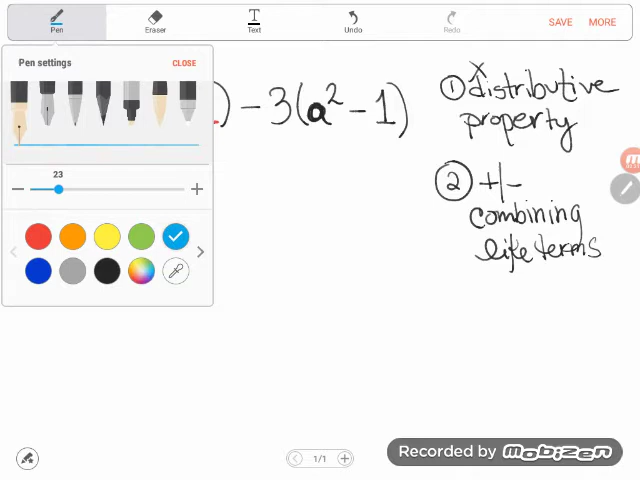 Pen
Eraser
Text
Undo
Redo
SAVE
MORE
Pen settings
CLOSE
23
) − 3(a² − 1)
① distributive
x
property
② +/−
combining
like terms
1/1
Recorded by mobizen